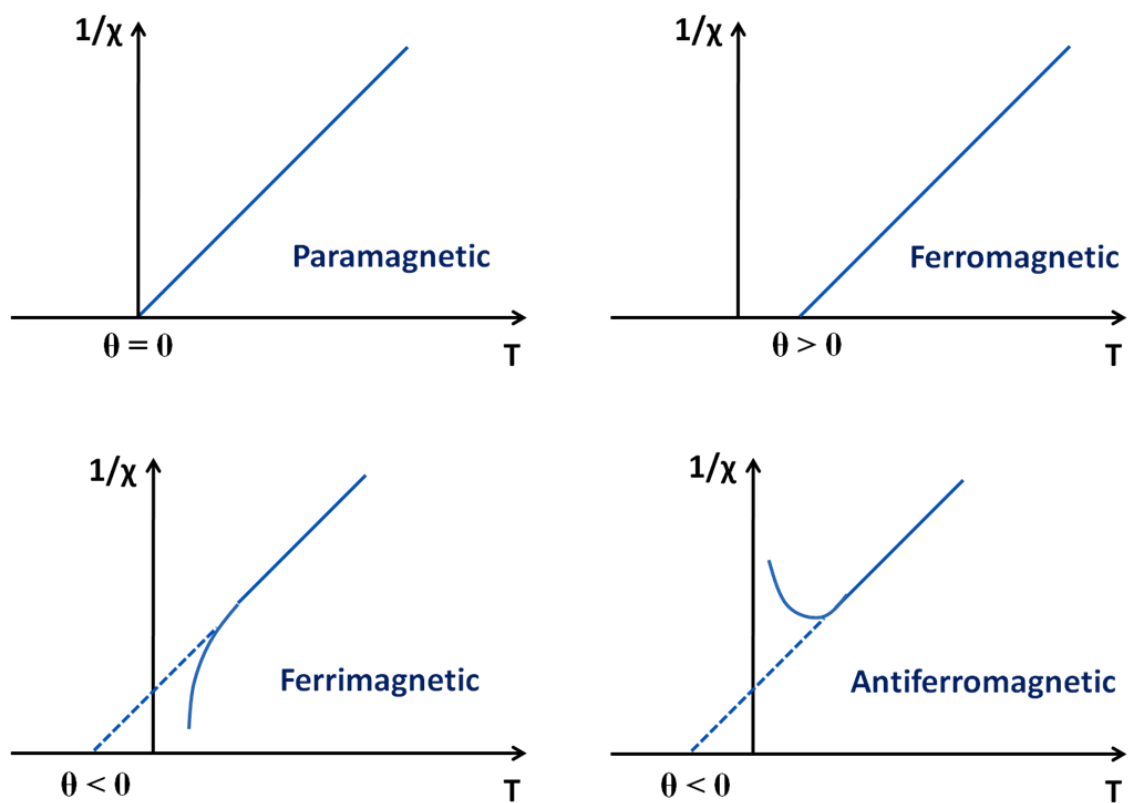 1/χ
Paramagnetic
θ = 0
T
1/χ
Ferromagnetic
θ > 0
T
1/χ
Ferrimagnetic
θ < 0
T
1/χ
Antiferromagnetic
θ < 0
T